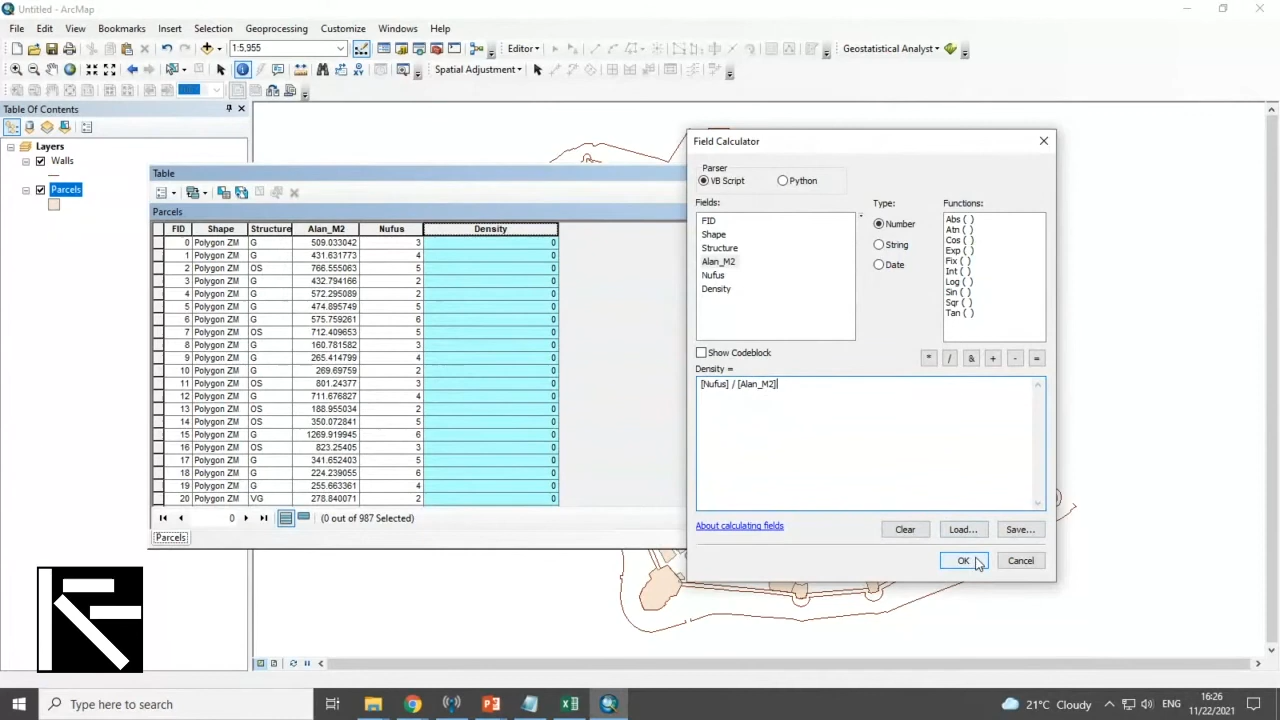 Untitled - ArcMap
File Edit View Bookmarks Insert Selection Geoprocessing Customize Windows Help
1:5,955 Editor Geostatistical Analyst
Spatial Adjustment
Table Of Contents
Layers
Walls
Parcels
Table
Parcels
FID Shape Structure Alan_M2 Nufus Density
0 Polygon ZM G 509.033042 3 0
1 Polygon ZM G 431.631773 4 0
2 Polygon ZM OS 766.555063 5 0
3 Polygon ZM G 432.794166 2 0
4 Polygon ZM G 572.295089 2 0
5 Polygon ZM G 474.895749 5 0
6 Polygon ZM G 575.759261 6 0
7 Polygon ZM OS 712.409653 5 0
8 Polygon ZM G 160.781582 3 0
9 Polygon ZM G 265.414799 4 0
10 Polygon ZM G 269.69759 2 0
11 Polygon ZM OS 801.24377 3 0
12 Polygon ZM G 711.676827 4 0
13 Polygon ZM OS 188.955034 2 0
14 Polygon ZM OS 350.072841 5 0
15 Polygon ZM G 1269.919945 6 0
16 Polygon ZM OS 823.25405 3 0
17 Polygon ZM G 341.652403 5 0
18 Polygon ZM G 224.239055 6 0
19 Polygon ZM G 255.663361 4 0
20 Polygon ZM VG 278.840071 2 0
0 (0 out of 987 Selected)
Parcels
Field Calculator
Parser
VB Script Python
Fields:
FID
Shape
Structure
Alan_M2
Nufus
Density
Type:
Number
String
Date
Functions:
Abs ( )
Atn ( )
Cos ( )
Exp ( )
Fix ( )
Int ( )
Log ( )
Sin ( )
Sqr ( )
Tan ( )
Show Codeblock
* / & + - =
Density =
[Nufus] / [Alan_M2]
About calculating fields
Clear Load... Save...
OK Cancel
Type here to search
21°C Cloudy
ENG
16:26
11/22/2021